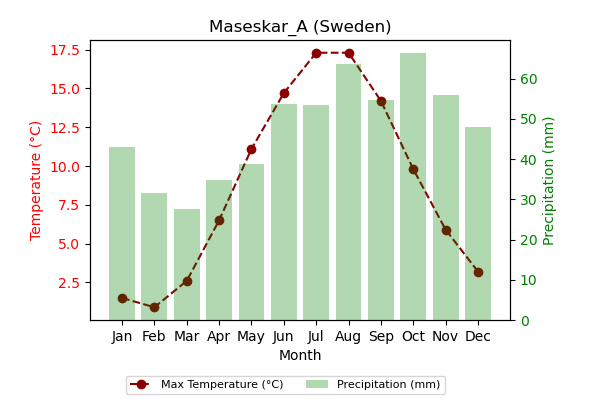 Maseskar_A (Sweden)
17.5
15.0
12.5
10.0
7.5
5.0
2.5
Temperature (°C)
60
50
40
30
20
10
0
Precipitation (mm)
Jan Feb Mar Apr May Jun Jul Aug Sep Oct Nov Dec
Month
Max Temperature (°C) Precipitation (mm)